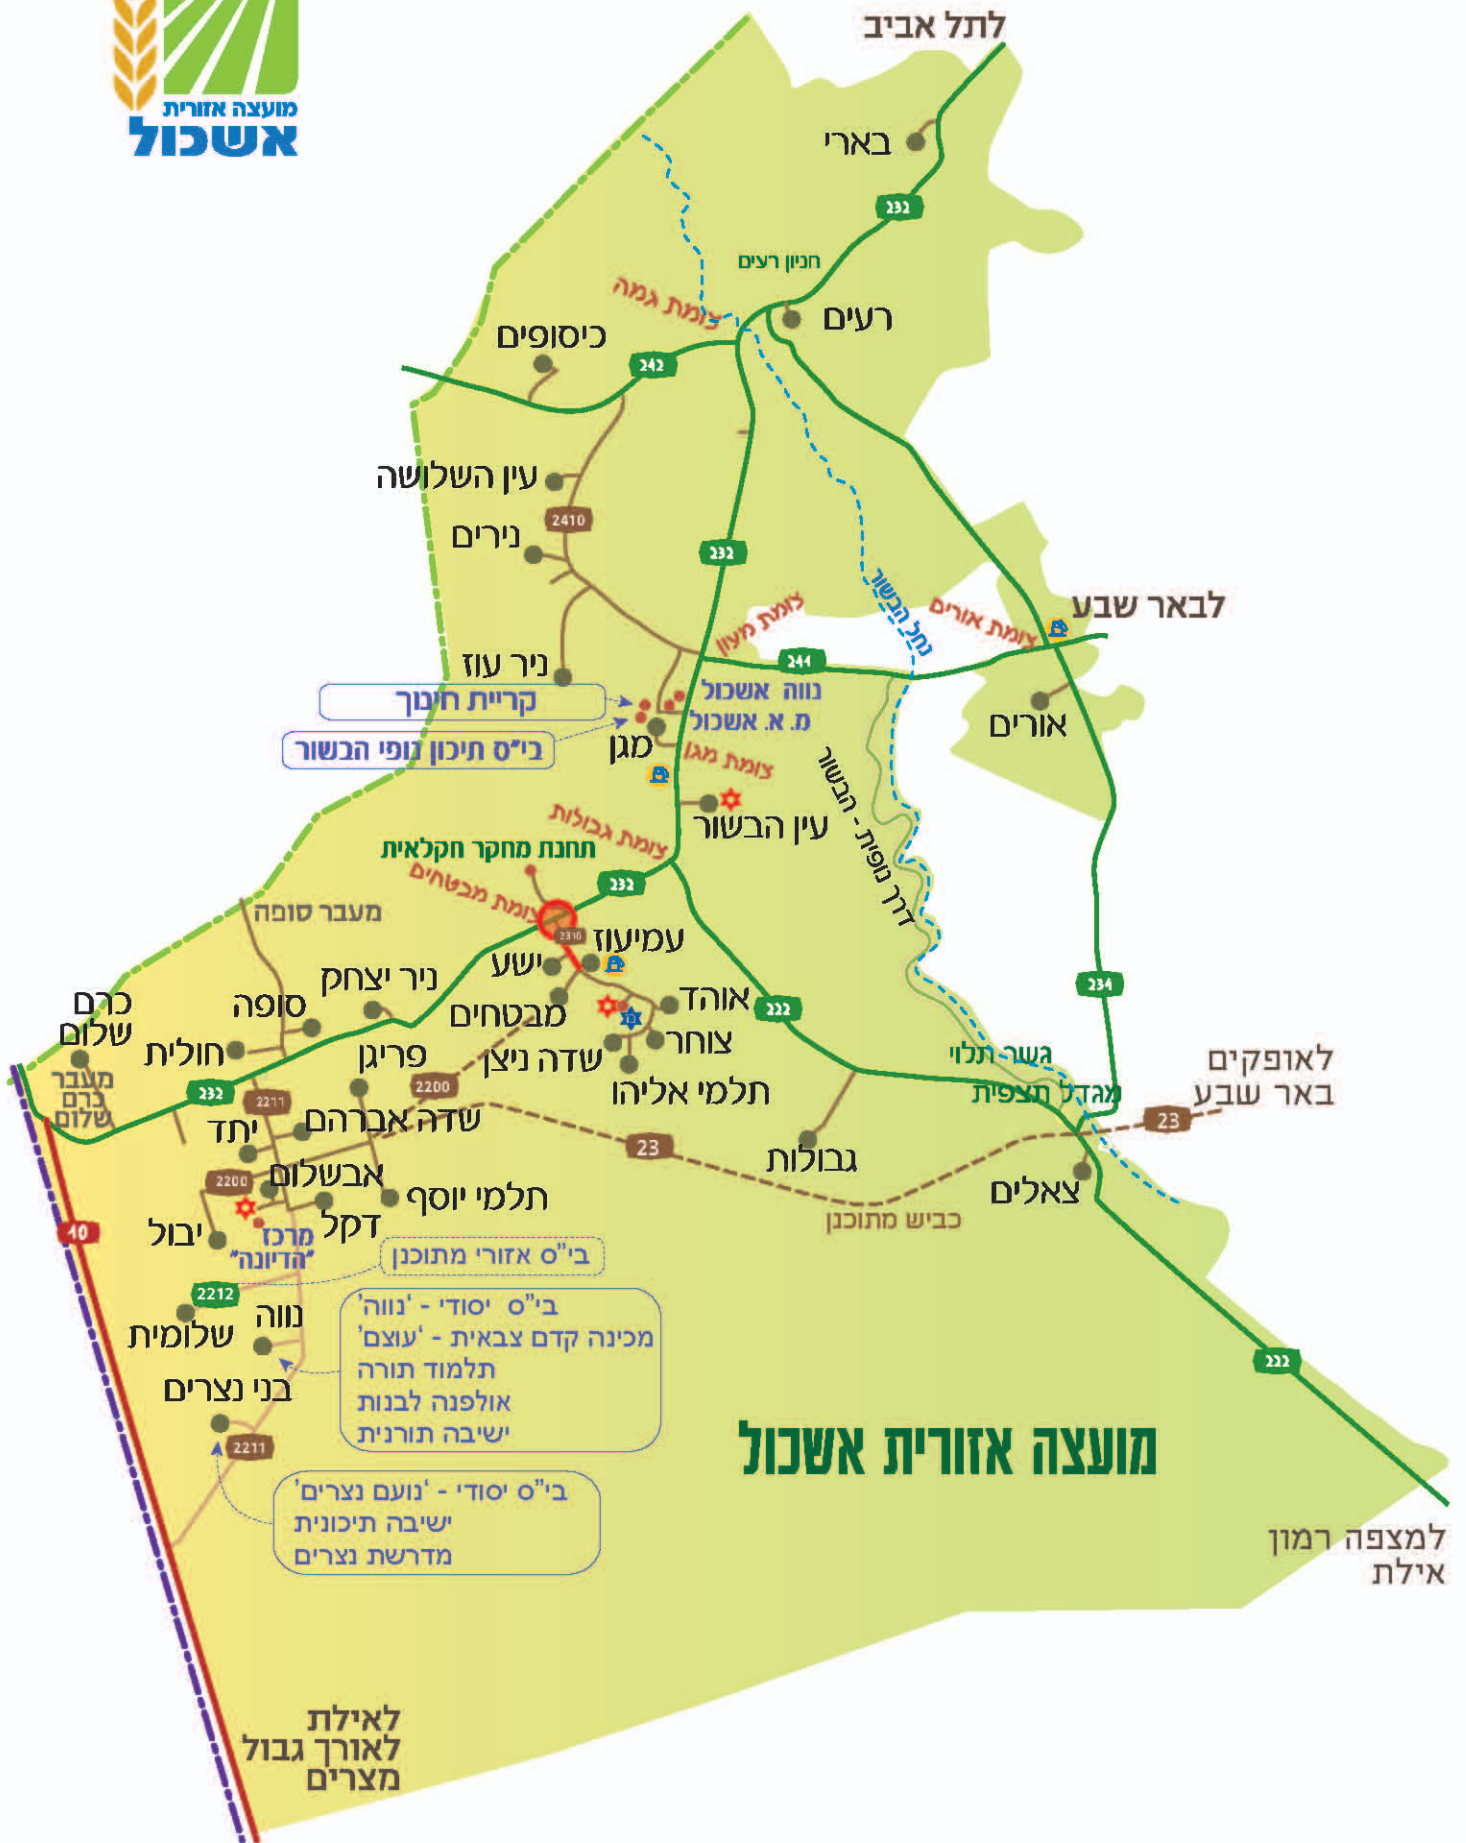 לתל אביב
מועצה אזורית
אשכול
בארי
232
חניון רעים
צומת גמה
רעים
כיסופים
242
עין השלושה
2410
נירים
232
נחל הבשור
צומת מעון
צומת אורים
לבאר שבע
ניר עוז
244
קריית חינוך
נווה אשכול
מ. א. אשכול
אורים
בי"ס תיכון נופי הבשור
מגן
צומת מגן
דרך נופית - הבשור
עין הבשור
צומת גבולות
תחנת מחקר חקלאית
צומת מבטחים
232
מעבר סופה
2310
עמיעוז
ישע
ניר יצחק
סופה
מבטחים
אוהד
222
234
כרם
שלום
חולית
פריגן
שדה ניצן
צוחר
תלמי אליהו
גשר תלוי
מגדל תצפית
לאופקים
באר שבע
מעבר
כרם
שלום
232
2211
2200
שדה אברהם
יתד
23
23
גבולות
צאלים
2200
אבשלום
תלמי יוסף
דקל
כביש מתוכנן
40
יבול
מרכז
"הדיונה"
בי"ס אזורי מתוכנן
2212
שלומית
נווה
בי"ס יסודי - 'נווה'
מכינה קדם צבאית - 'עוצם'
תלמוד תורה
אולפנה לבנות
ישיבה תורנית
222
בני נצרים
2211
מועצה אזורית אשכול
בי"ס יסודי - 'נועם נצרים'
ישיבה תיכונית
מדרשת נצרים
למצפה רמון
אילת
לאילת
לאורך גבול
מצרים